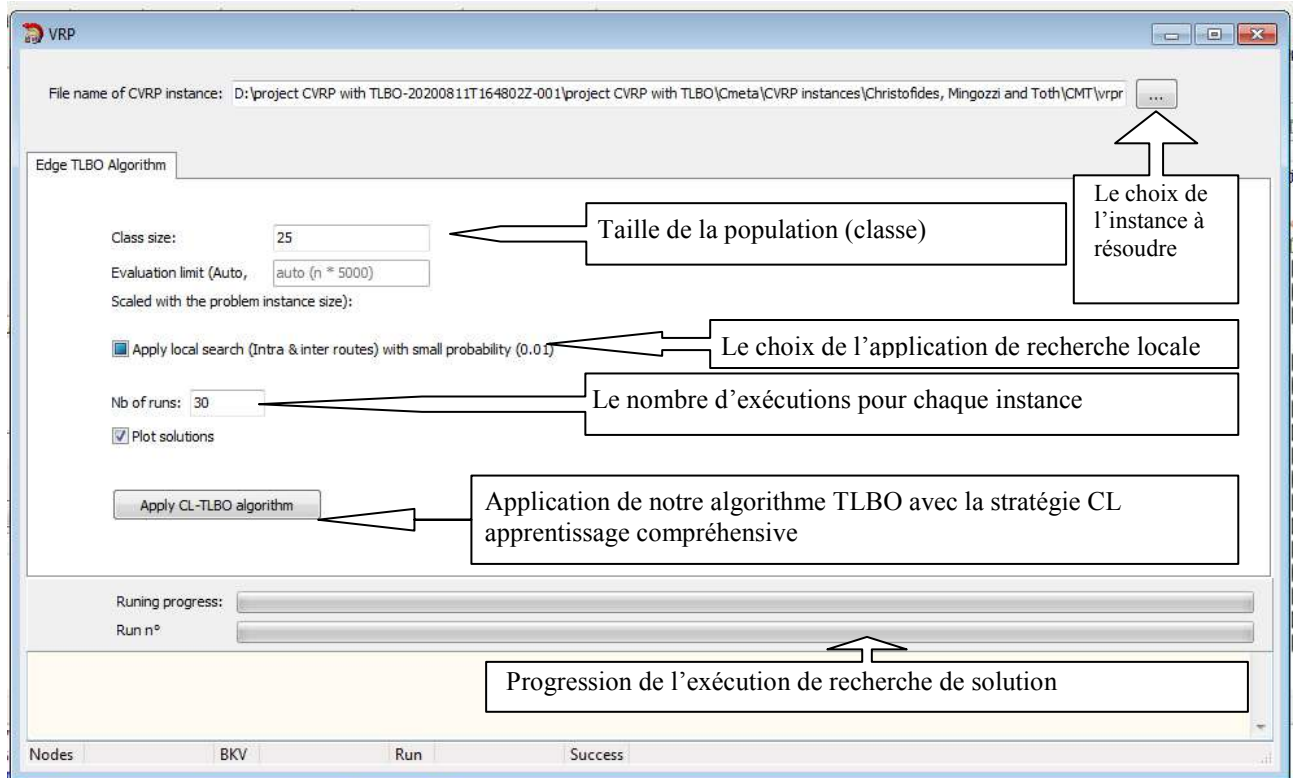 VRP
File name of CVRP instance: D:\project CVRP with TLBO-20200811T164802Z-001\project CVRP with TLBO\Cmeta\CVRP instances\Christofides, Mingozzi and Toth\CMT\vrpr ...
Edge TLBO Algorithm
Le choix de
l’instance à
résoudre
Class size: 25
Taille de la population (classe)
Evaluation limit (Auto, auto (n * 5000)
Scaled with the problem instance size):
Apply local search (Intra & inter routes) with small probability (0.01)
Le choix de l’application de recherche locale
Nb of runs: 30
Le nombre d’exécutions pour chaque instance
Plot solutions
Apply CL-TLBO algorithm
Application de notre algorithme TLBO avec la stratégie CL
apprentissage compréhensive
Runing progress:
Run n°
Progression de l’exécution de recherche de solution
Nodes BKV Run Success